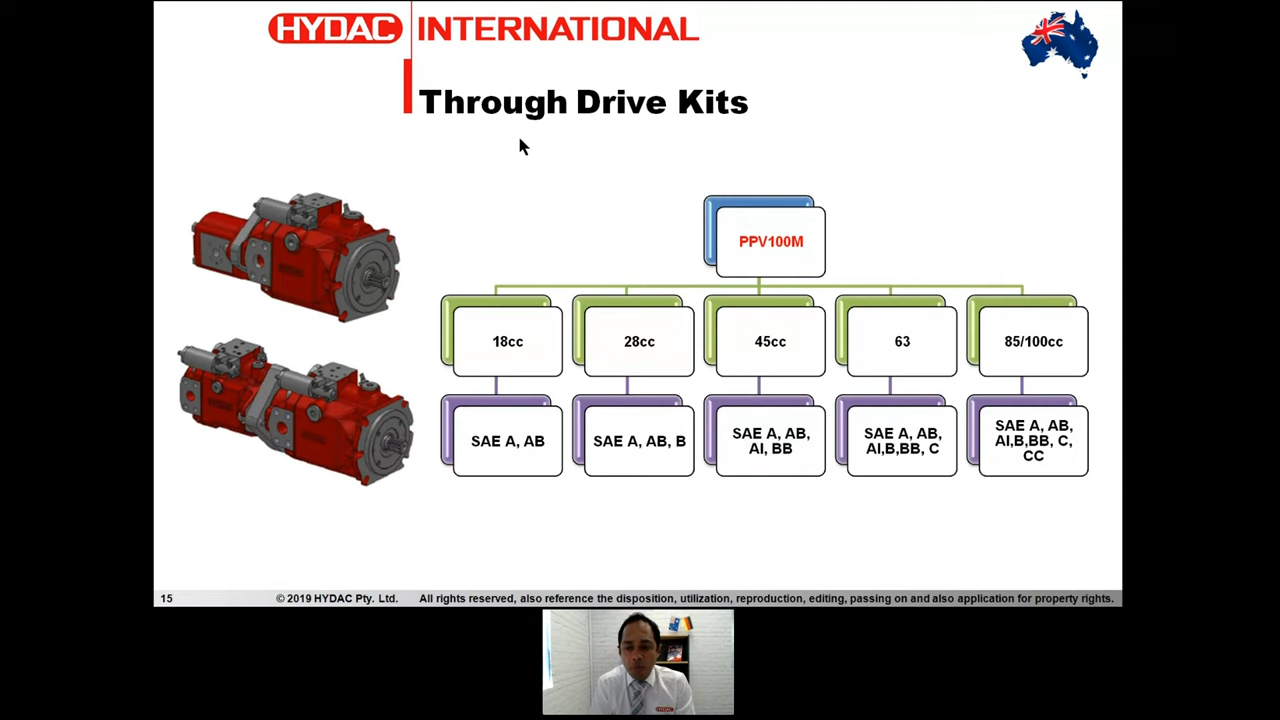 HYDAC INTERNATIONAL
Through Drive Kits
PPV100M
18cc
28cc
45cc
63
85/100cc
SAE A, AB
SAE A, AB, B
SAE A, AB,
AI, BB
SAE A, AB,
AI,B,BB, C
SAE A, AB,
AI,B,BB, C,
CC
15
© 2019 HYDAC Pty. Ltd.
All rights reserved, also reference the disposition, utilization, reproduction, editing, passing on and also application for property rights.
HYDAC